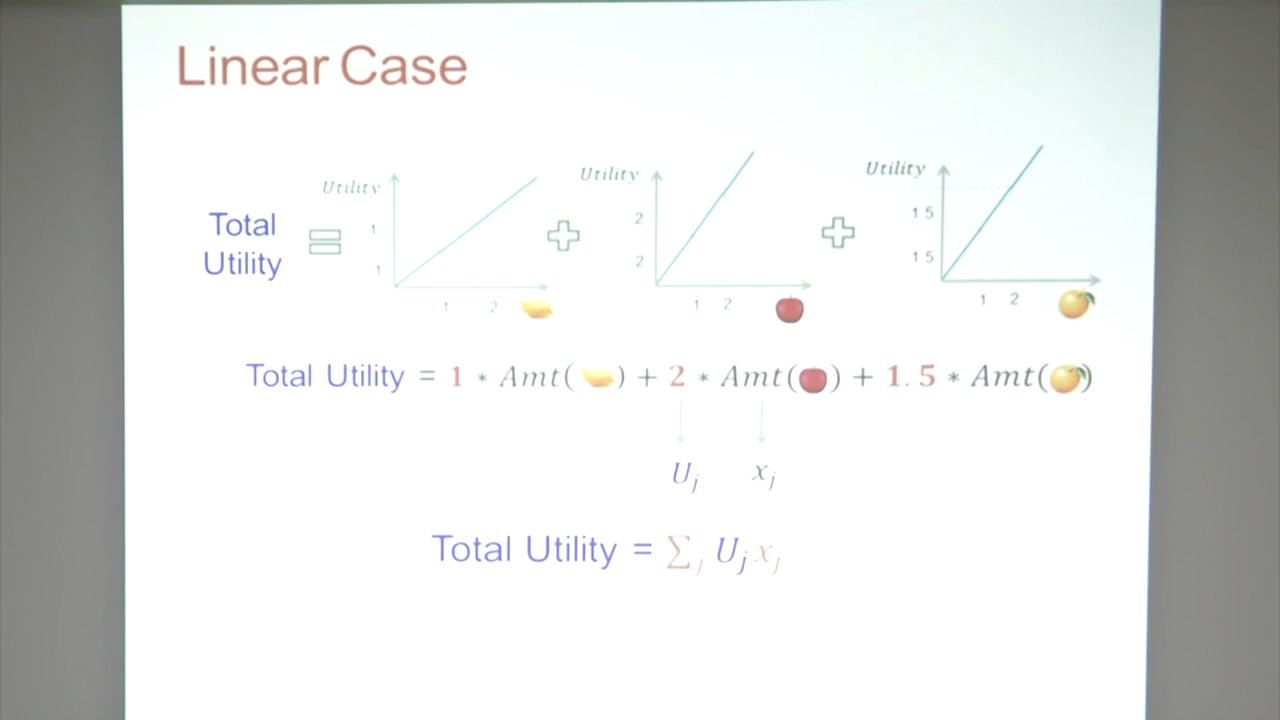 Linear Case
Utility
1
1
1 2
Utility
2
2
1 2
Utility
1 5
1 5
1 2
Total
Utility
=
+
+
Total Utility = 1 * Amt( ) + 2 * Amt( ) + 1.5 * Amt( )
U_j x_j
Total Utility = ∑_j U_j x_j